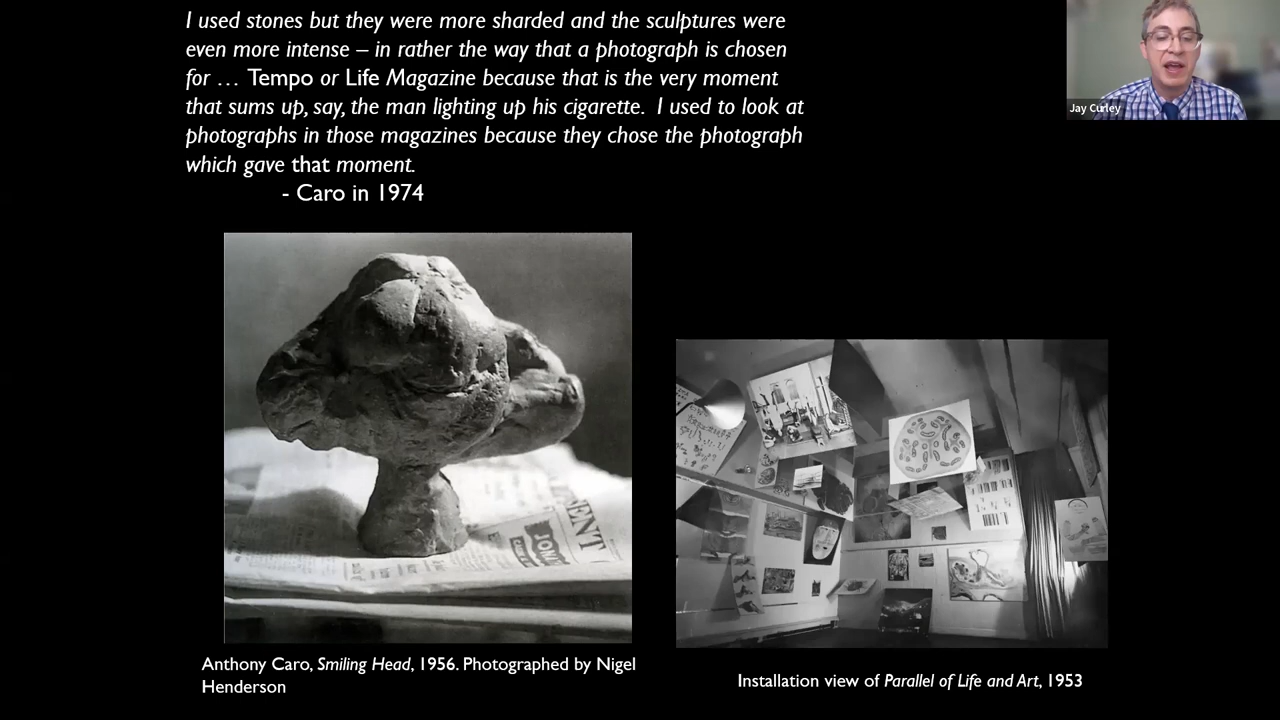 I used stones but they were more sharded and the sculptures were
even more intense – in rather the way that a photograph is chosen
for … Tempo or Life Magazine because that is the very moment
that sums up, say, the man lighting up his cigarette. I used to look at
photographs in those magazines because they chose the photograph
which gave that moment.
- Caro in 1974
Jay Curley
Anthony Caro, Smiling Head, 1956. Photographed by Nigel
Henderson
Installation view of Parallel of Life and Art, 1953